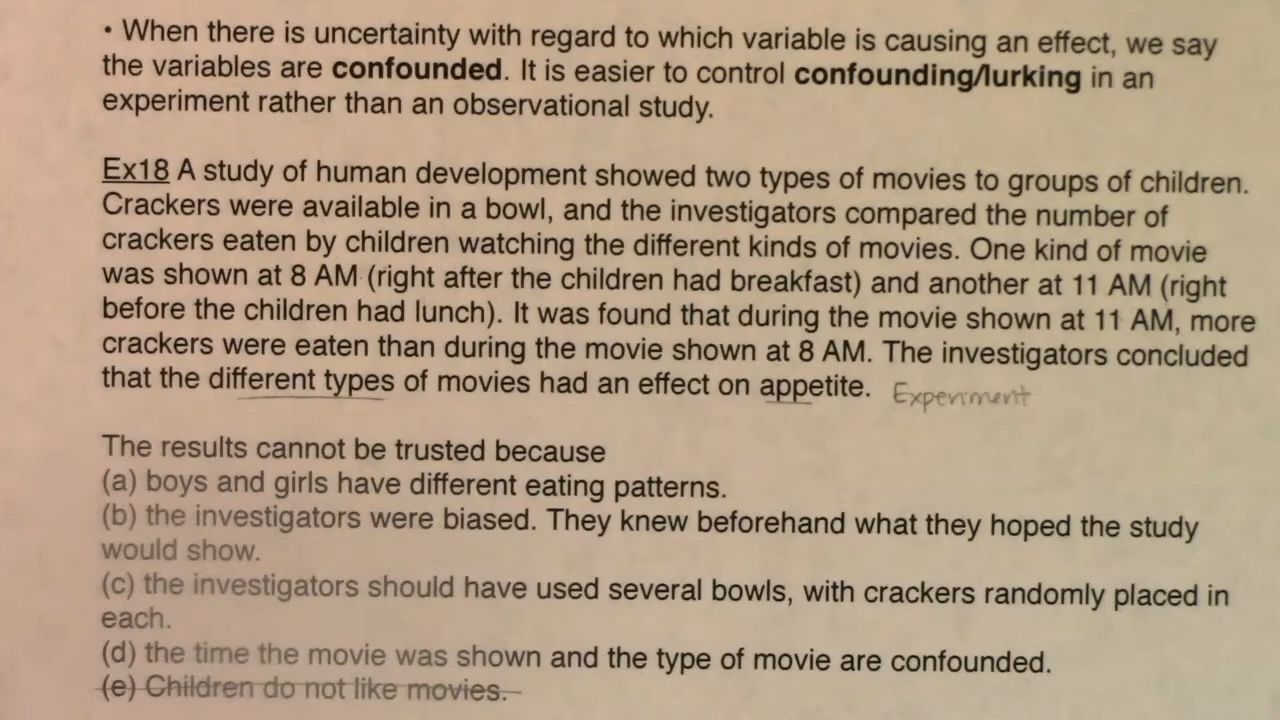 • When there is uncertainty with regard to which variable is causing an effect, we say
the variables are confounded. It is easier to control confounding/lurking in an
experiment rather than an observational study.
Ex18 A study of human development showed two types of movies to groups of children.
Crackers were available in a bowl, and the investigators compared the number of
crackers eaten by children watching the different kinds of movies. One kind of movie
was shown at 8 AM (right after the children had breakfast) and another at 11 AM (right
before the children had lunch). It was found that during the movie shown at 11 AM, more
crackers were eaten than during the movie shown at 8 AM. The investigators concluded
that the different types of movies had an effect on appetite. Experiment
The results cannot be trusted because
(a) boys and girls have different eating patterns.
(b) the investigators were biased. They knew beforehand what they hoped the study
would show.
(c) the investigators should have used several bowls, with crackers randomly placed in
each.
(d) the time the movie was shown and the type of movie are confounded.
(e) Children do not like movies.